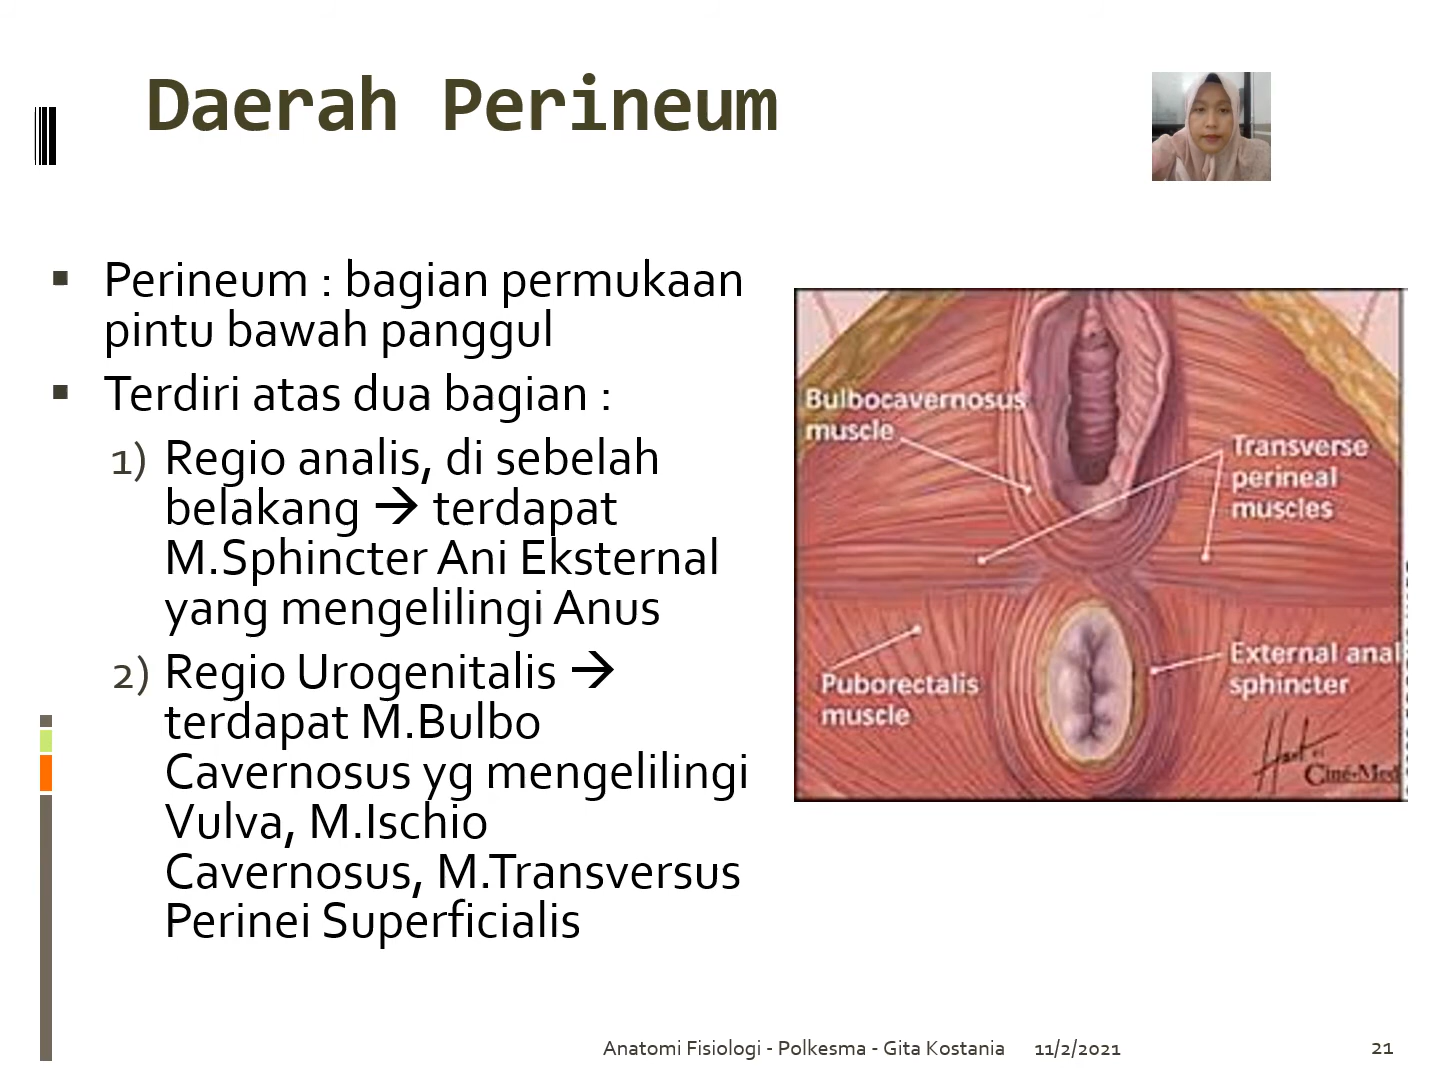 Daerah Perineum
▪ Perineum : bagian permukaan
pintu bawah panggul
▪ Terdiri atas dua bagian :
1) Regio analis, di sebelah
belakang → terdapat
M.Sphincter Ani Eksternal
yang mengelilingi Anus
2) Regio Urogenitalis →
terdapat M.Bulbo
Cavernosus yg mengelilingi
Vulva, M.Ischio
Cavernosus, M.Transversus
Perinei Superficialis
Bulbocavernosus
muscle
Transverse
perineal
muscles
Puborectalis
muscle
External anal
sphincter
Ciné-Med
Anatomi Fisiologi - Polkesma - Gita Kostania
11/2/2021
21